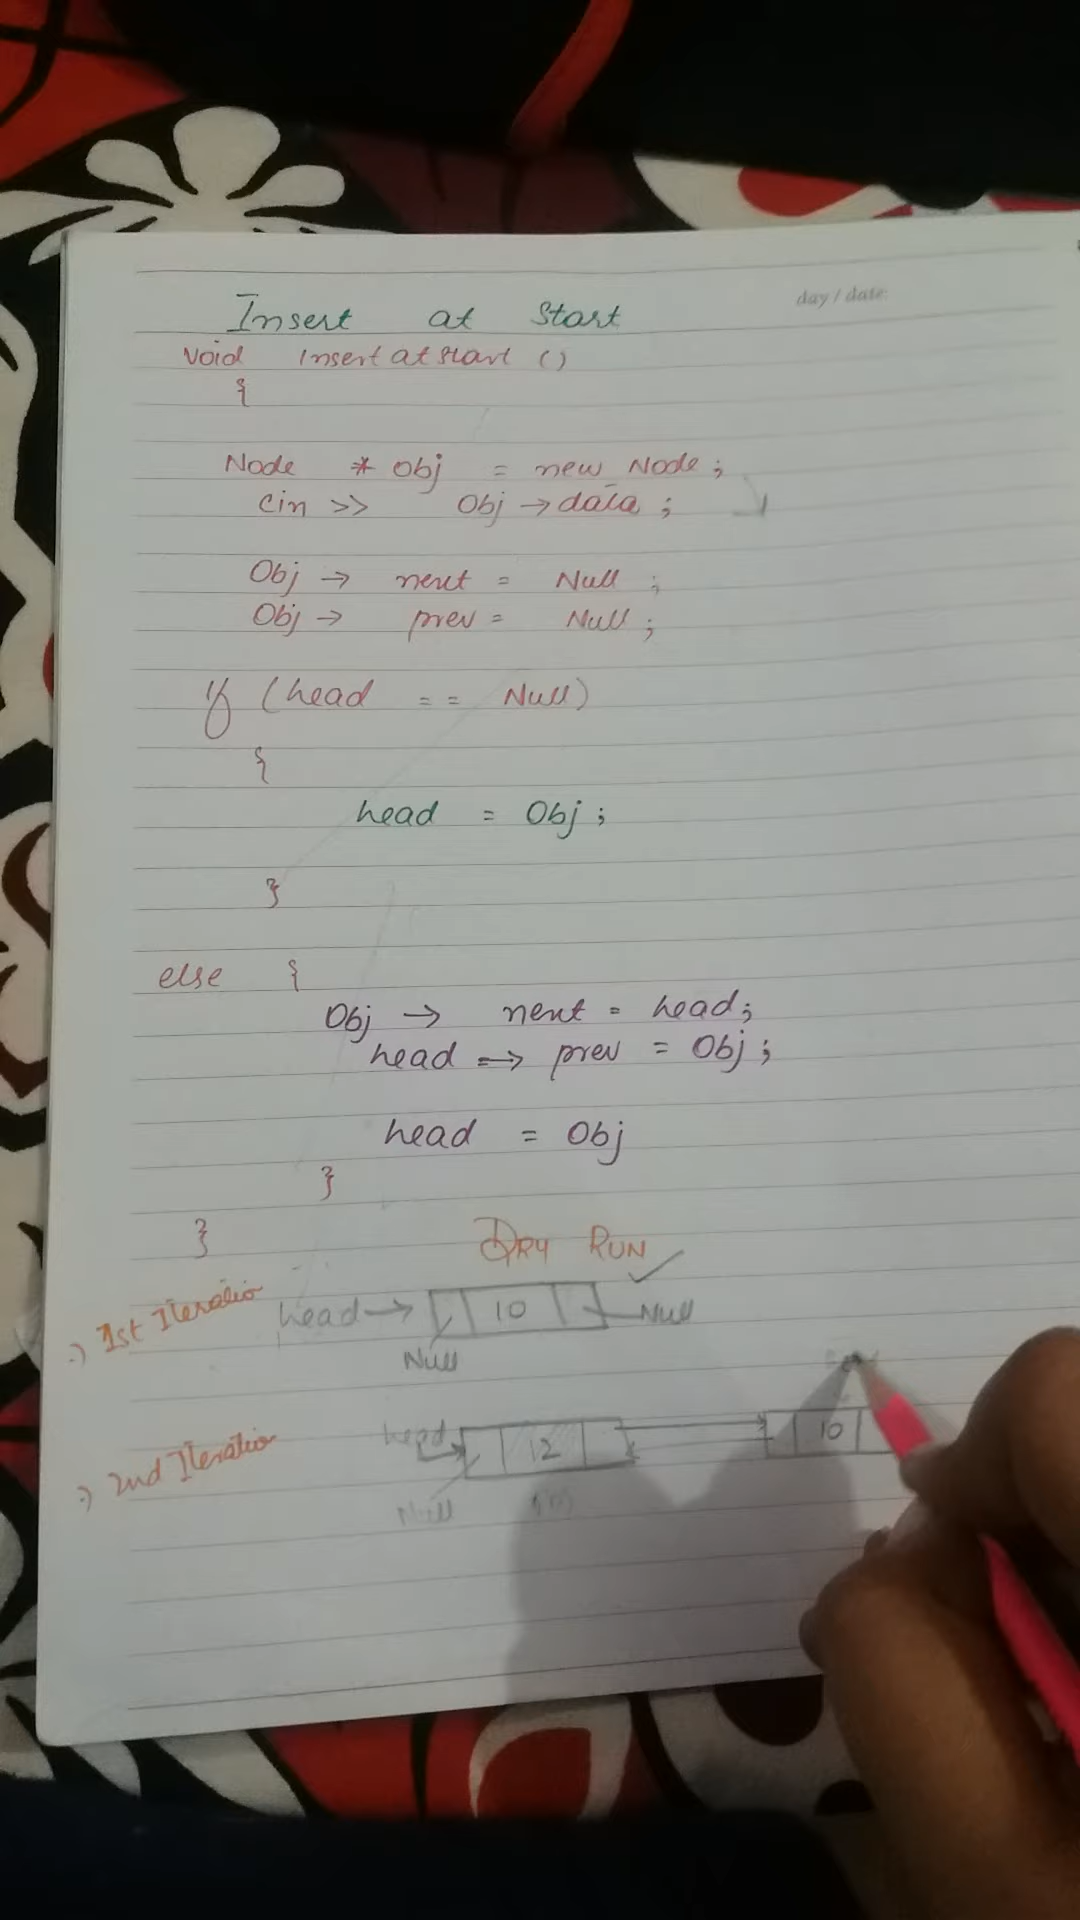 day / date:
Insert at Start
Void Insert at start ()
{
Node * Obj = new Node ;
Cin >> Obj → data ;
Obj → next = Null ;
Obj → prev = Null ;
If (head == Null)
{
head = Obj ;
}
else {
Obj → next = head ;
head → prev = Obj ;
head = Obj
}
}
DRY RUN
:) 1st Iteratio head → 10 Null
Null
:) 2nd Iteratio head 12 10
Null